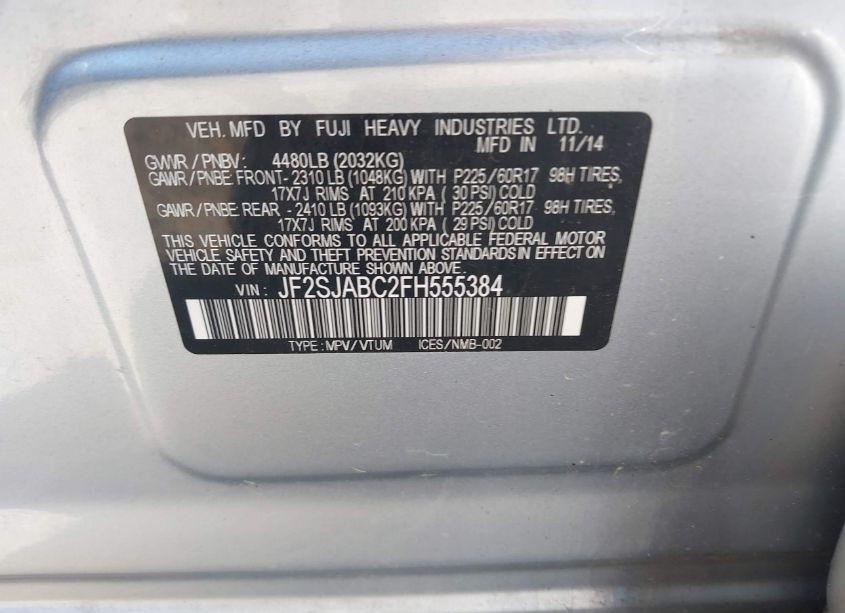 VEH. MFD BY FUJI HEAVY INDUSTRIES LTD.
MFD IN 11/14
GVWR / PNBV: 4480LB (2032KG)
GAWR / PNBE: FRONT- 2310 LB (1048KG) WITH P225/60R17 98H TIRES,
17X7J RIMS AT 210 KPA ( 30 PSI) COLD
GAWR / PNBE: REAR - 2410 LB (1093KG) WITH P225/60R17 98H TIRES,
17X7J RIMS AT 200 KPA ( 29 PSI) COLD
THIS VEHICLE CONFORMS TO ALL APPLICABLE FEDERAL MOTOR
VEHICLE SAFETY AND THEFT PREVENTION STANDARDS IN EFFECT ON
THE DATE OF MANUFACTURE SHOWN ABOVE.
VIN: JF2SJABC2FH555384
TYPE: MPV/VTUM ICES/NMB-002